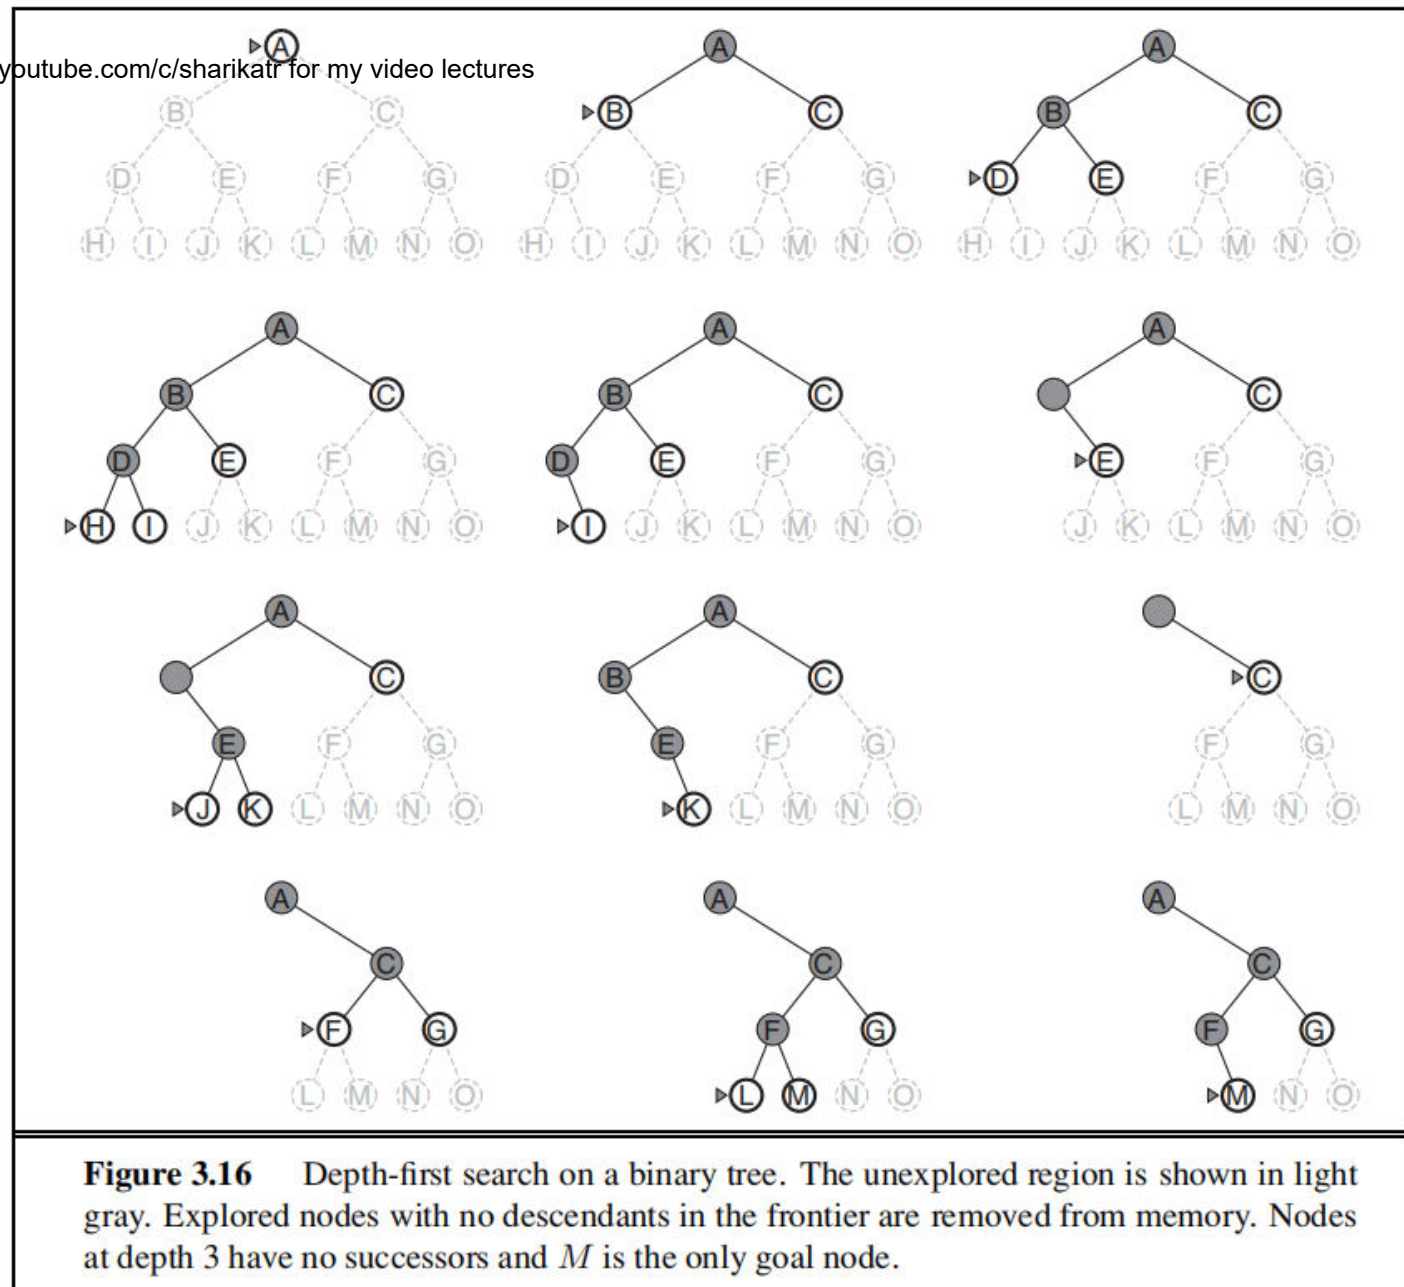 A A A
youtube.com/c/sharikatr for my video lectures
B C B C B C
D E F G D E F G D E F G
H I J K L M N O H I J K L M N O H I J K L M N O
A A A
B C B C C
D E F G D E F G E F G
H I J K L M N O I J K L M N O J K L M N O
A A
C B C C
E F G E F G F G
J K L M N O K L M N O L M N O
A A A
C C C
F G F G F G
L M N O L M N O M N O
Figure 3.16 Depth-first search on a binary tree. The unexplored region is shown in light
gray. Explored nodes with no descendants in the frontier are removed from memory. Nodes
at depth 3 have no successors and M is the only goal node.